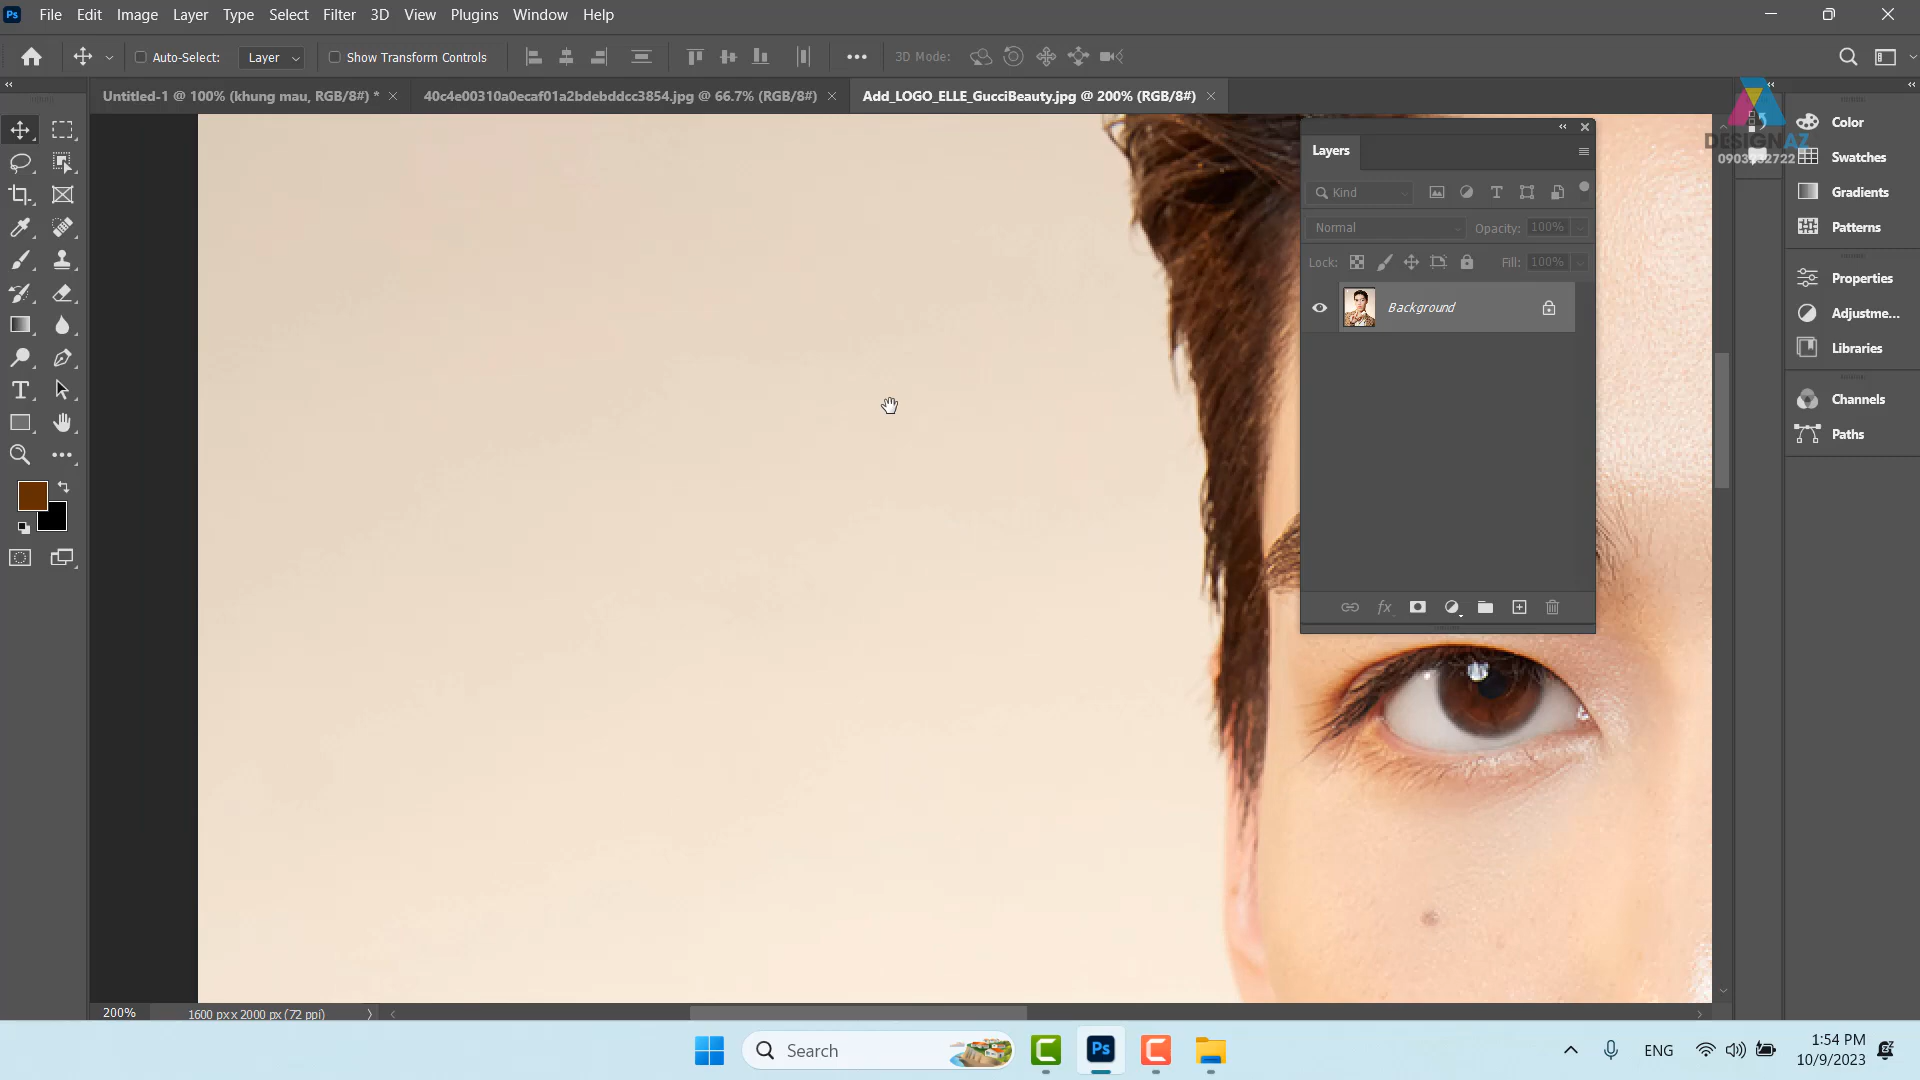 Ps File Edit Image Layer Type Select Filter 3D View Plugins Window Help
Auto-Select: Layer Show Transform Controls 3D Mode:
Untitled-1 @ 100% (khung mau, RGB/8#) * 40c4e00310a0ecaf01a2bdebddcc3854.jpg @ 66.7% (RGB/8#) Add_LOGO_ELLE_GucciBeauty.jpg @ 200% (RGB/8#)
Layers
Kind
Normal Opacity: 100%
Lock: Fill: 100%
Background
DESIGNAZ
Color
Swatches
Gradients
Patterns
Properties
Adjustme...
Libraries
Channels
Paths
200% 1600 px x 2000 px (72 ppi)
Search Ps ENG 1:54 PM
10/9/2023